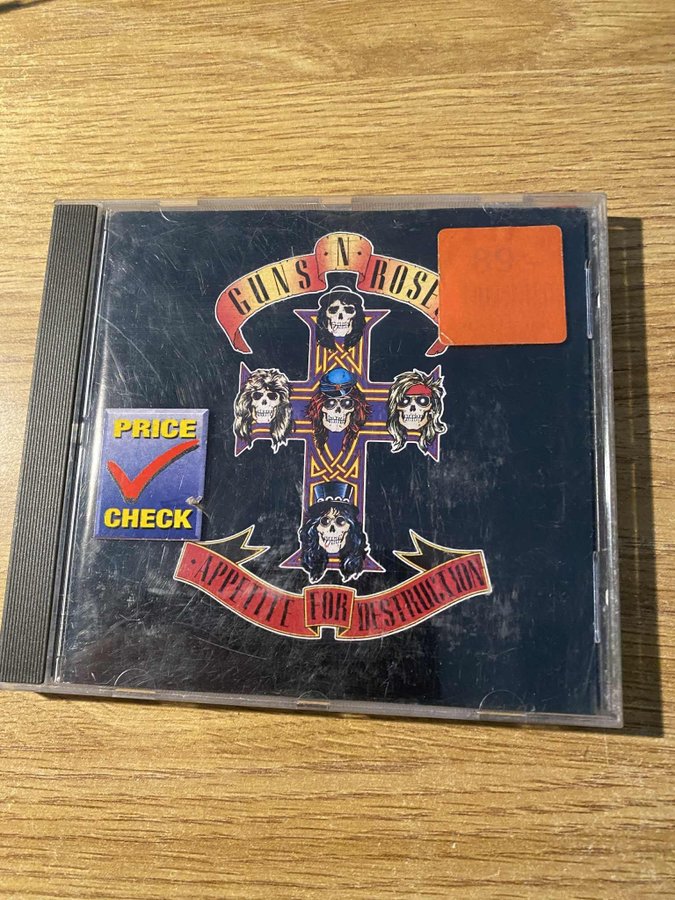 GUNS N' ROSES
PRICE
CHECK
·APPETITE FOR DESTRUCTION